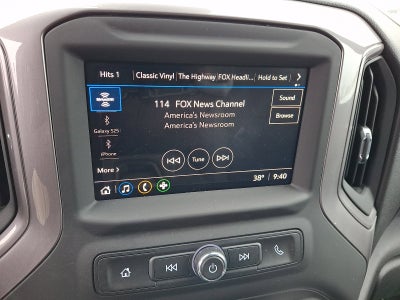 Hits 1 Classic Vinyl The Highway FOX Headli... Hold to Set
114 FOX News Channel
America's Newsroom
America's Newsroom
Sound
Browse
Galaxy S25
iPhone
More
Tune
38° 9:40